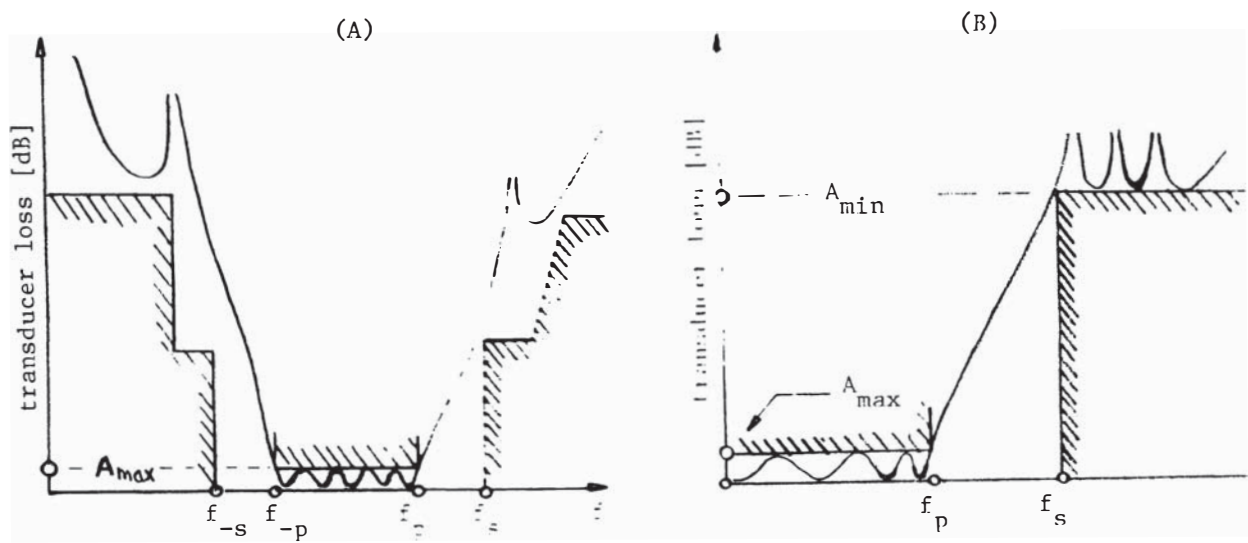 (A)
(B)
transducer loss [dB]
A_min
A_max
A_max
f_-s
f_-p
f_p
f_s